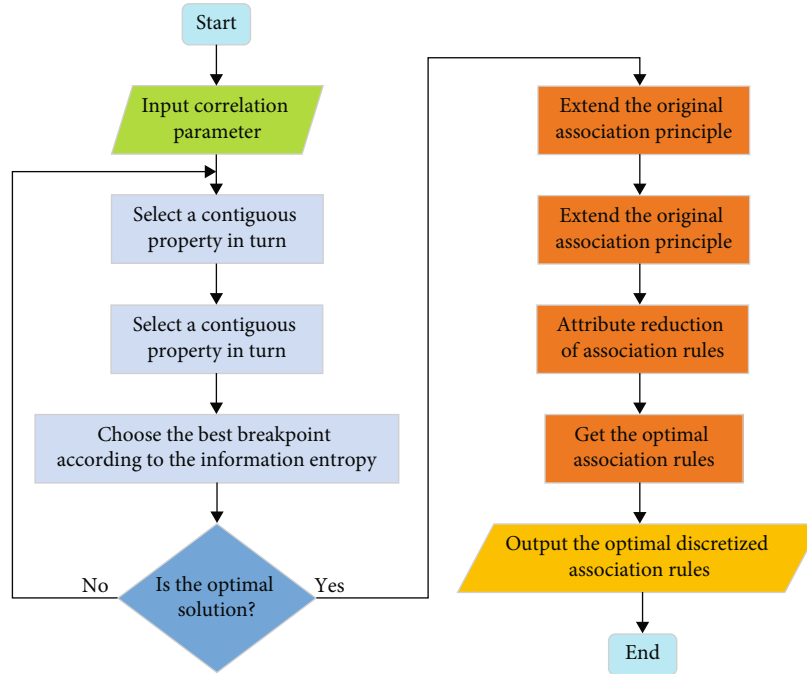 Start
Input correlation
parameter
Select a contiguous
property in turn
Select a contiguous
property in turn
Choose the best breakpoint
according to the information entropy
Is the optimal
solution?
No
Yes
Extend the original
association principle
Extend the original
association principle
Attribute reduction
of association rules
Get the optimal
association rules
Output the optimal discretized
association rules
End